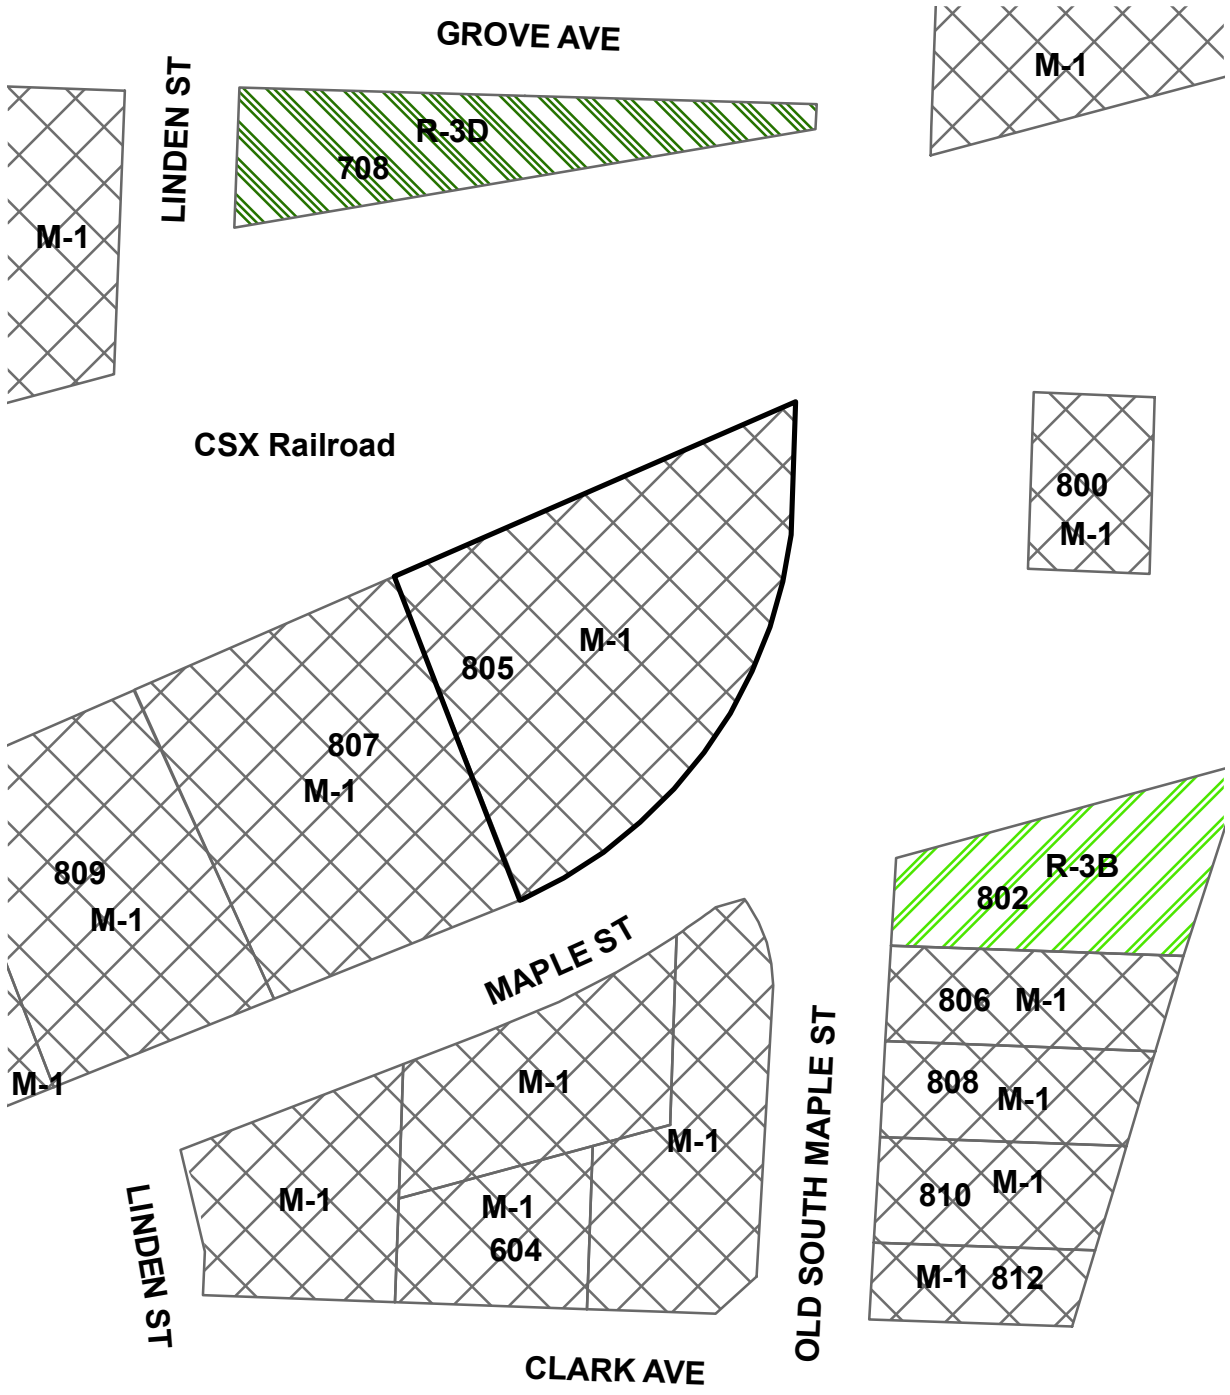 GROVE AVE
M-1
LINDEN ST
R-3D
708
M-1
CSX Railroad
800
M-1
M-1
805
807
M-1
809
M-1
R-3B
802
MAPLE ST
806 M-1
M-1
M-1
808
M-1
OLD SOUTH MAPLE ST
M-1
M-1
M-1
604
810
M-1
LINDEN ST
M-1 812
CLARK AVE